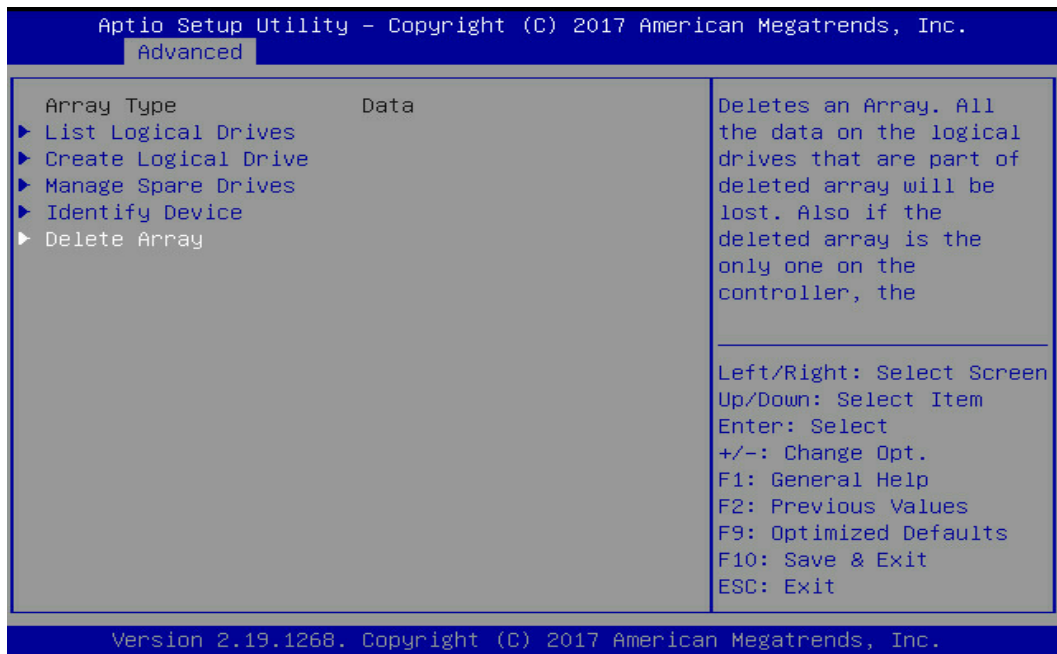 Aptio Setup Utility – Copyright (C) 2017 American Megatrends, Inc.
Advanced
Array Type Data
▶ List Logical Drives
▶ Create Logical Drive
▶ Manage Spare Drives
▶ Identify Device
▶ Delete Array
Deletes an Array. All
the data on the logical
drives that are part of
deleted array will be
lost. Also if the
deleted array is the
only one on the
controller, the
Left/Right: Select Screen
Up/Down: Select Item
Enter: Select
+/-: Change Opt.
F1: General Help
F2: Previous Values
F9: Optimized Defaults
F10: Save & Exit
ESC: Exit
Version 2.19.1268. Copyright (C) 2017 American Megatrends, Inc.